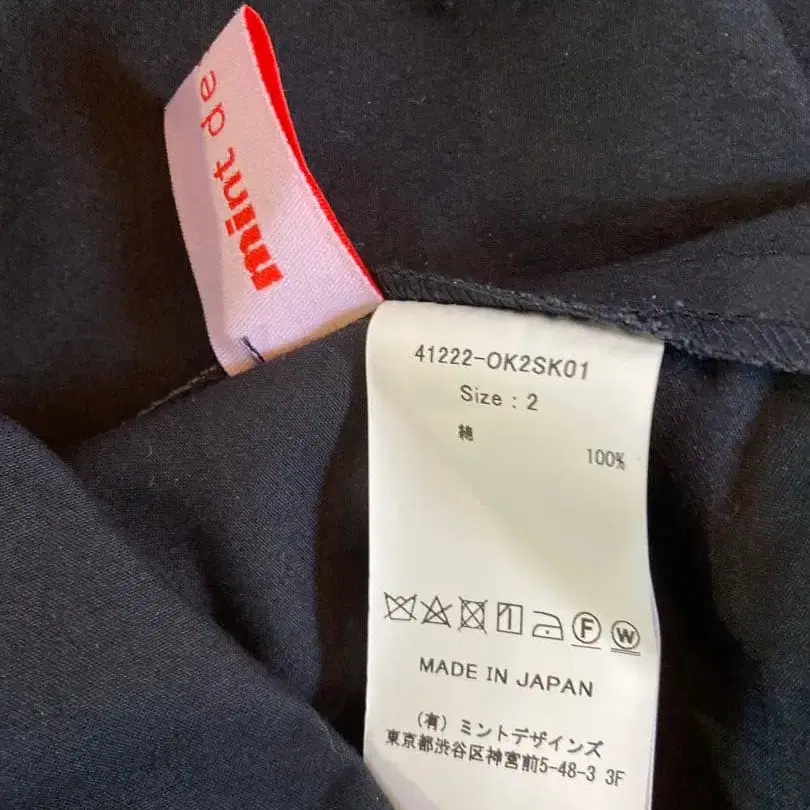 mint de
41222-OK2SK01
Size : 2
綿 100%
F W
MADE IN JAPAN
(有) ミントデザインズ
東京都渋谷区神宮前5-48-3 3F